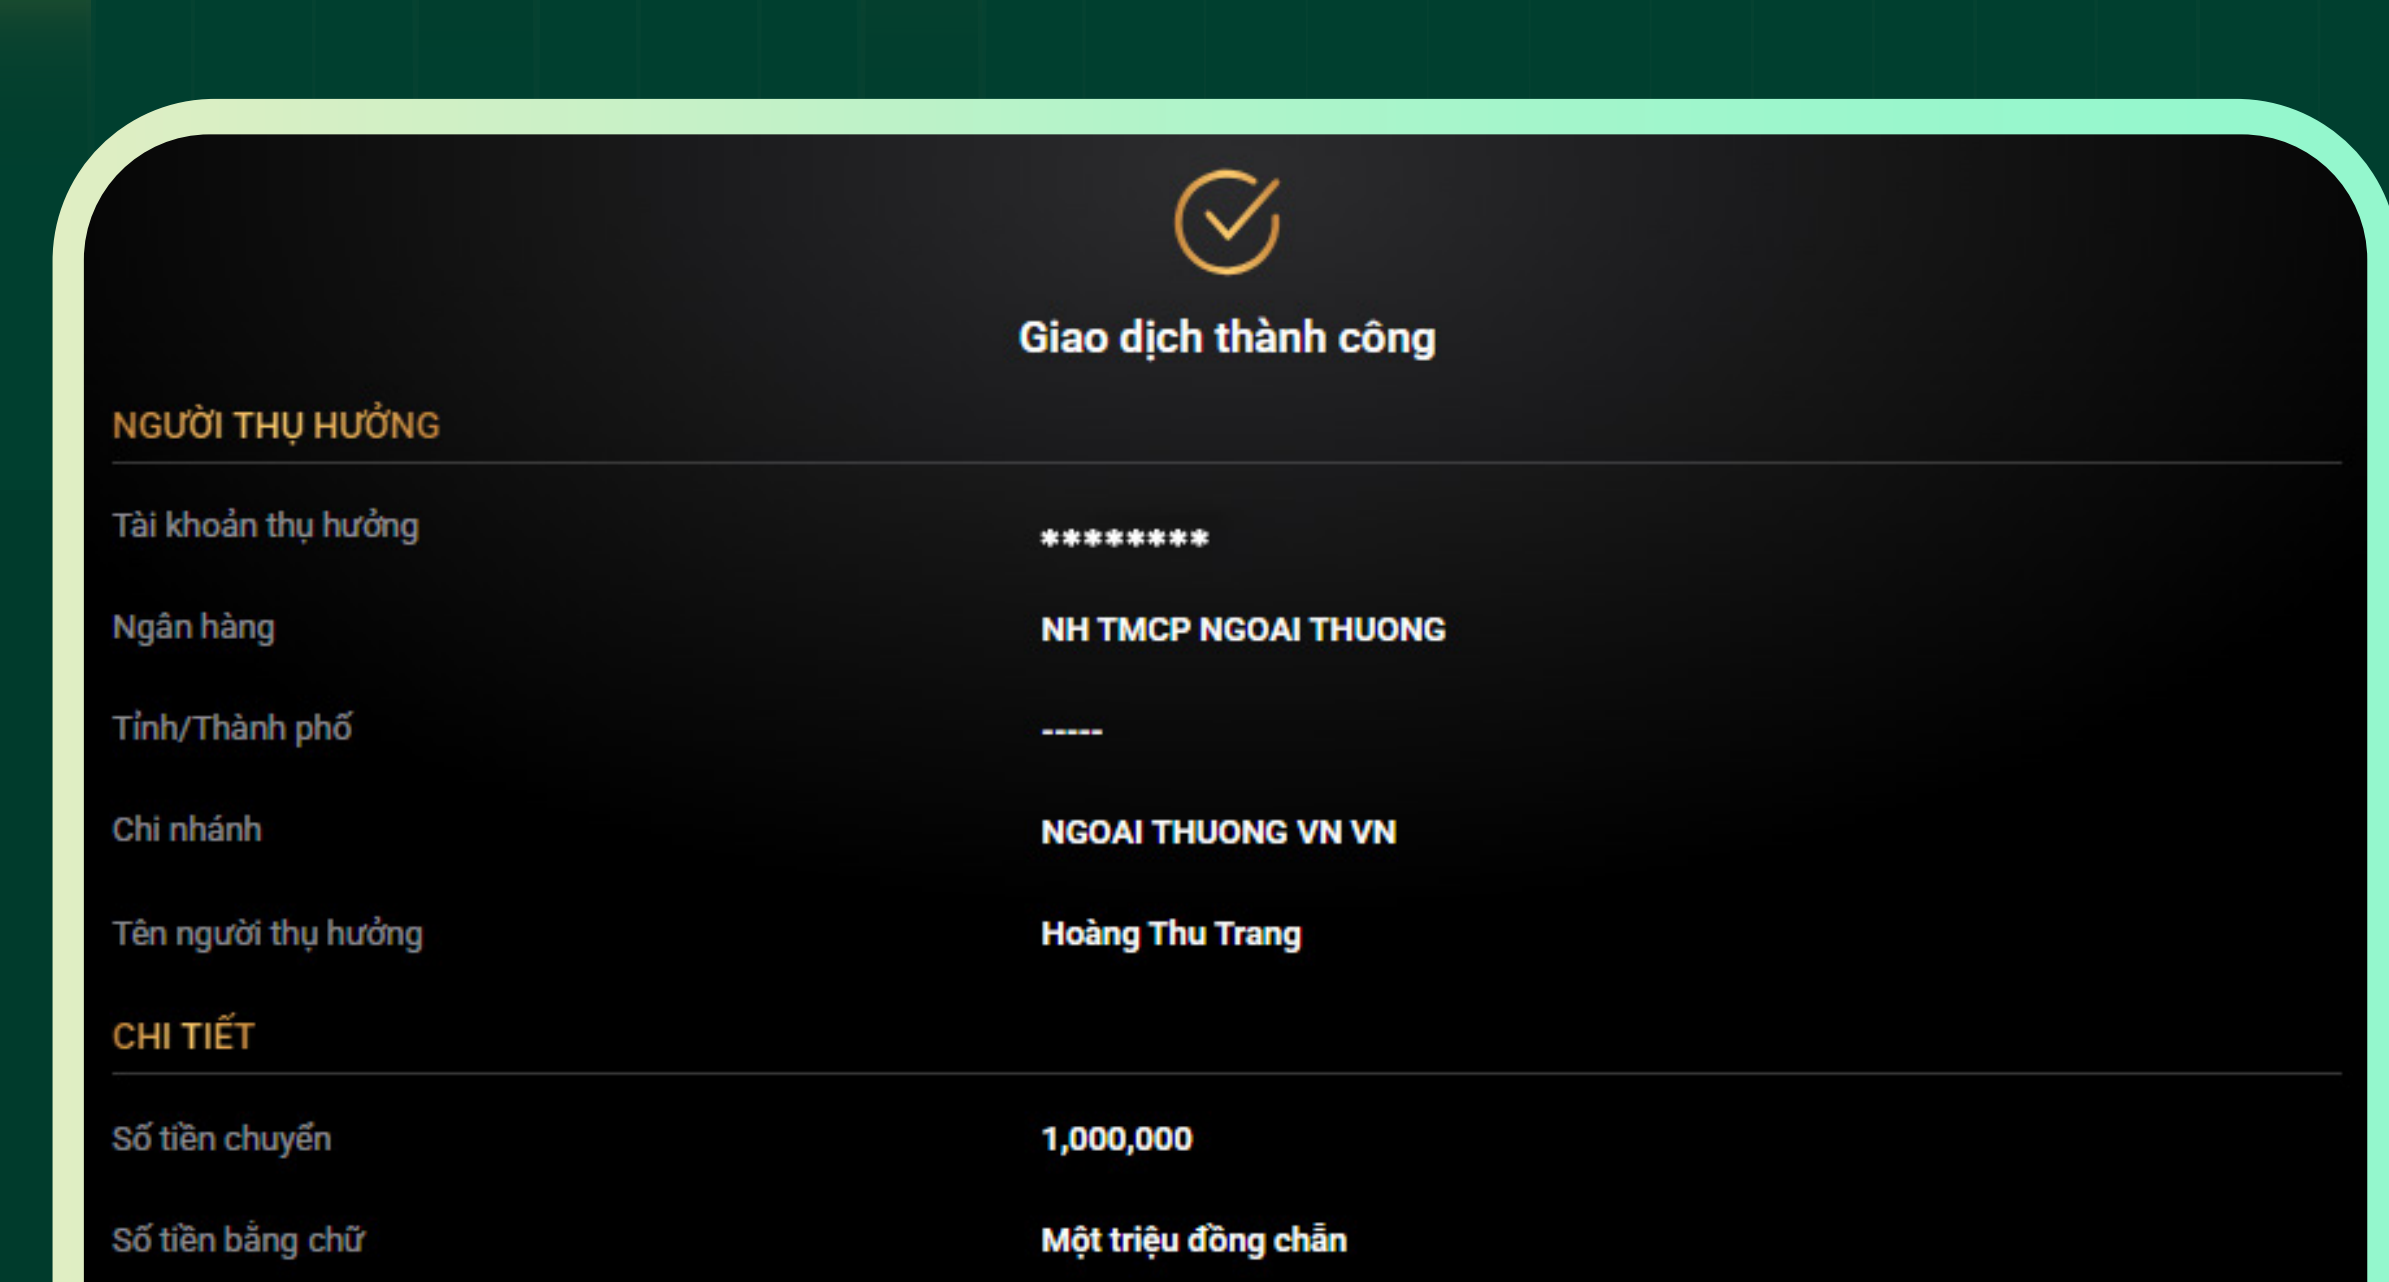 Giao dịch thành công
NGƯỜI THỤ HƯỞNG
Tài khoản thụ hưởng ********
Ngân hàng NH TMCP NGOAI THUONG
Tỉnh/Thành phố -----
Chi nhánh NGOAI THUONG VN VN
Tên người thụ hưởng Hoàng Thu Trang
CHI TIẾT
Số tiền chuyển 1,000,000
Số tiền bằng chữ Một triệu đồng chẵn